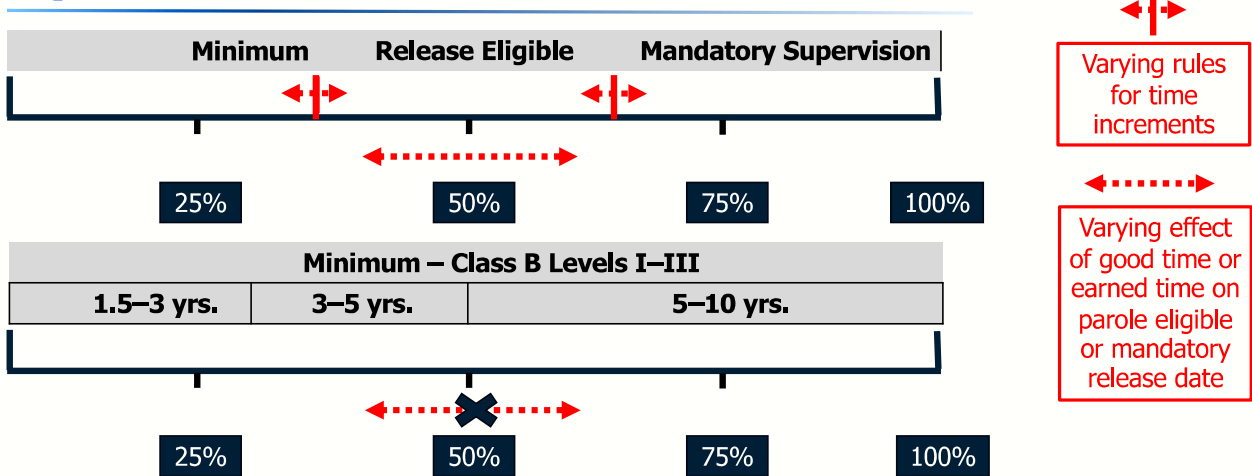 Minimum Release Eligible Mandatory Supervision
25% 50% 75% 100%
Minimum – Class B Levels I–III
1.5–3 yrs. 3–5 yrs. 5–10 yrs.
25% 50% 75% 100%
Varying rules
for time
increments
Varying effect
of good time or
earned time on
parole eligible
or mandatory
release date